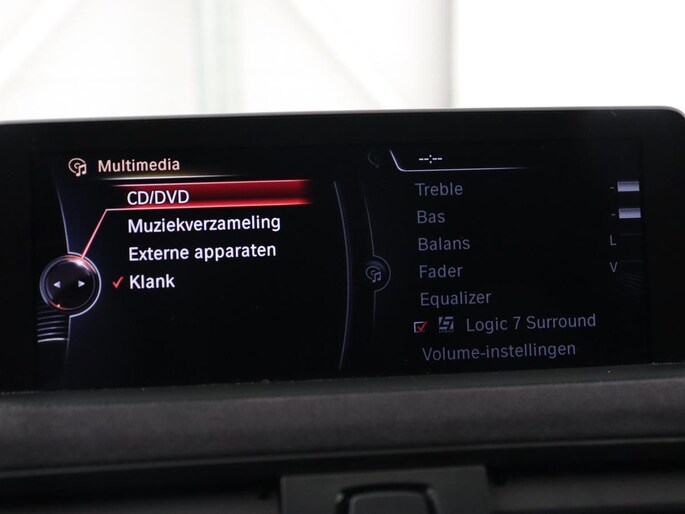 Multimedia
CD/DVD
Muziekverzameling
Externe apparaten
Klank
--:--
Treble
Bas
Balans L
Fader V
Equalizer
Logic 7 Surround
Volume-instellingen